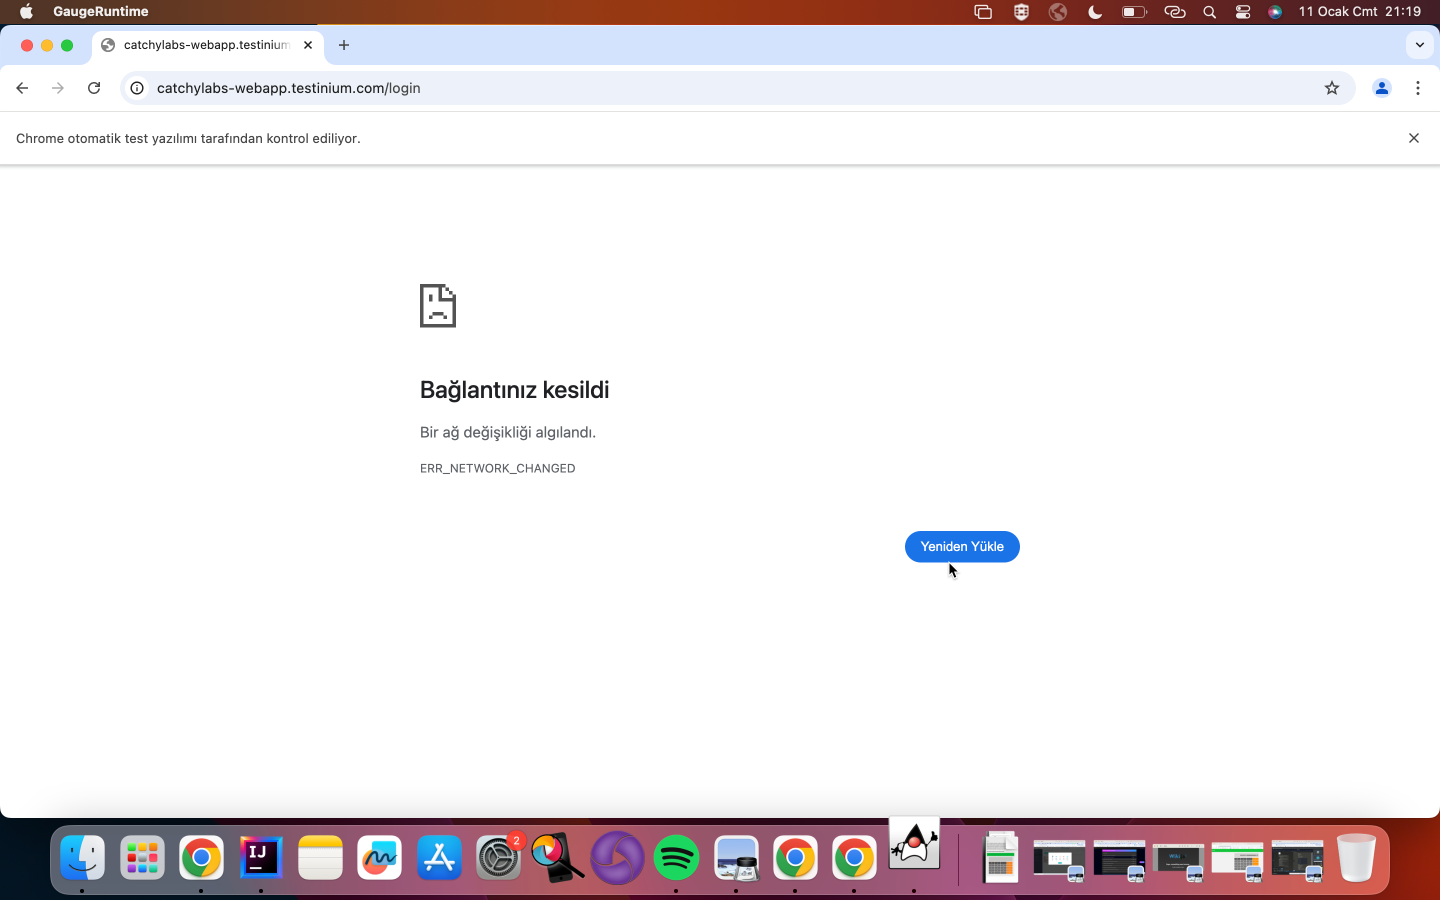 GaugeRuntime
11 Ocak Cmt 21:19
catchylabs-webapp.testinium
catchylabs-webapp.testinium.com/login
Chrome otomatik test yazılımı tarafından kontrol ediliyor.
Bağlantınız kesildi
Bir ağ değişikliği algılandı.
ERR_NETWORK_CHANGED
Yeniden Yükle
IJ
2